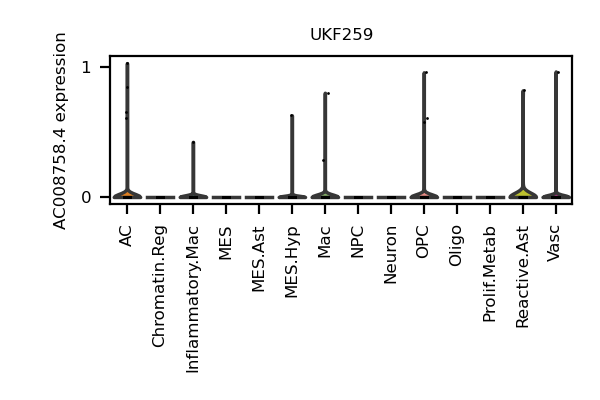 UKF259
AC008758.4 expression
1
0
AC
Chromatin.Reg
Inflammatory.Mac
MES
MES.Ast
MES.Hyp
Mac
NPC
Neuron
OPC
Oligo
Prolif.Metab
Reactive.Ast
Vasc